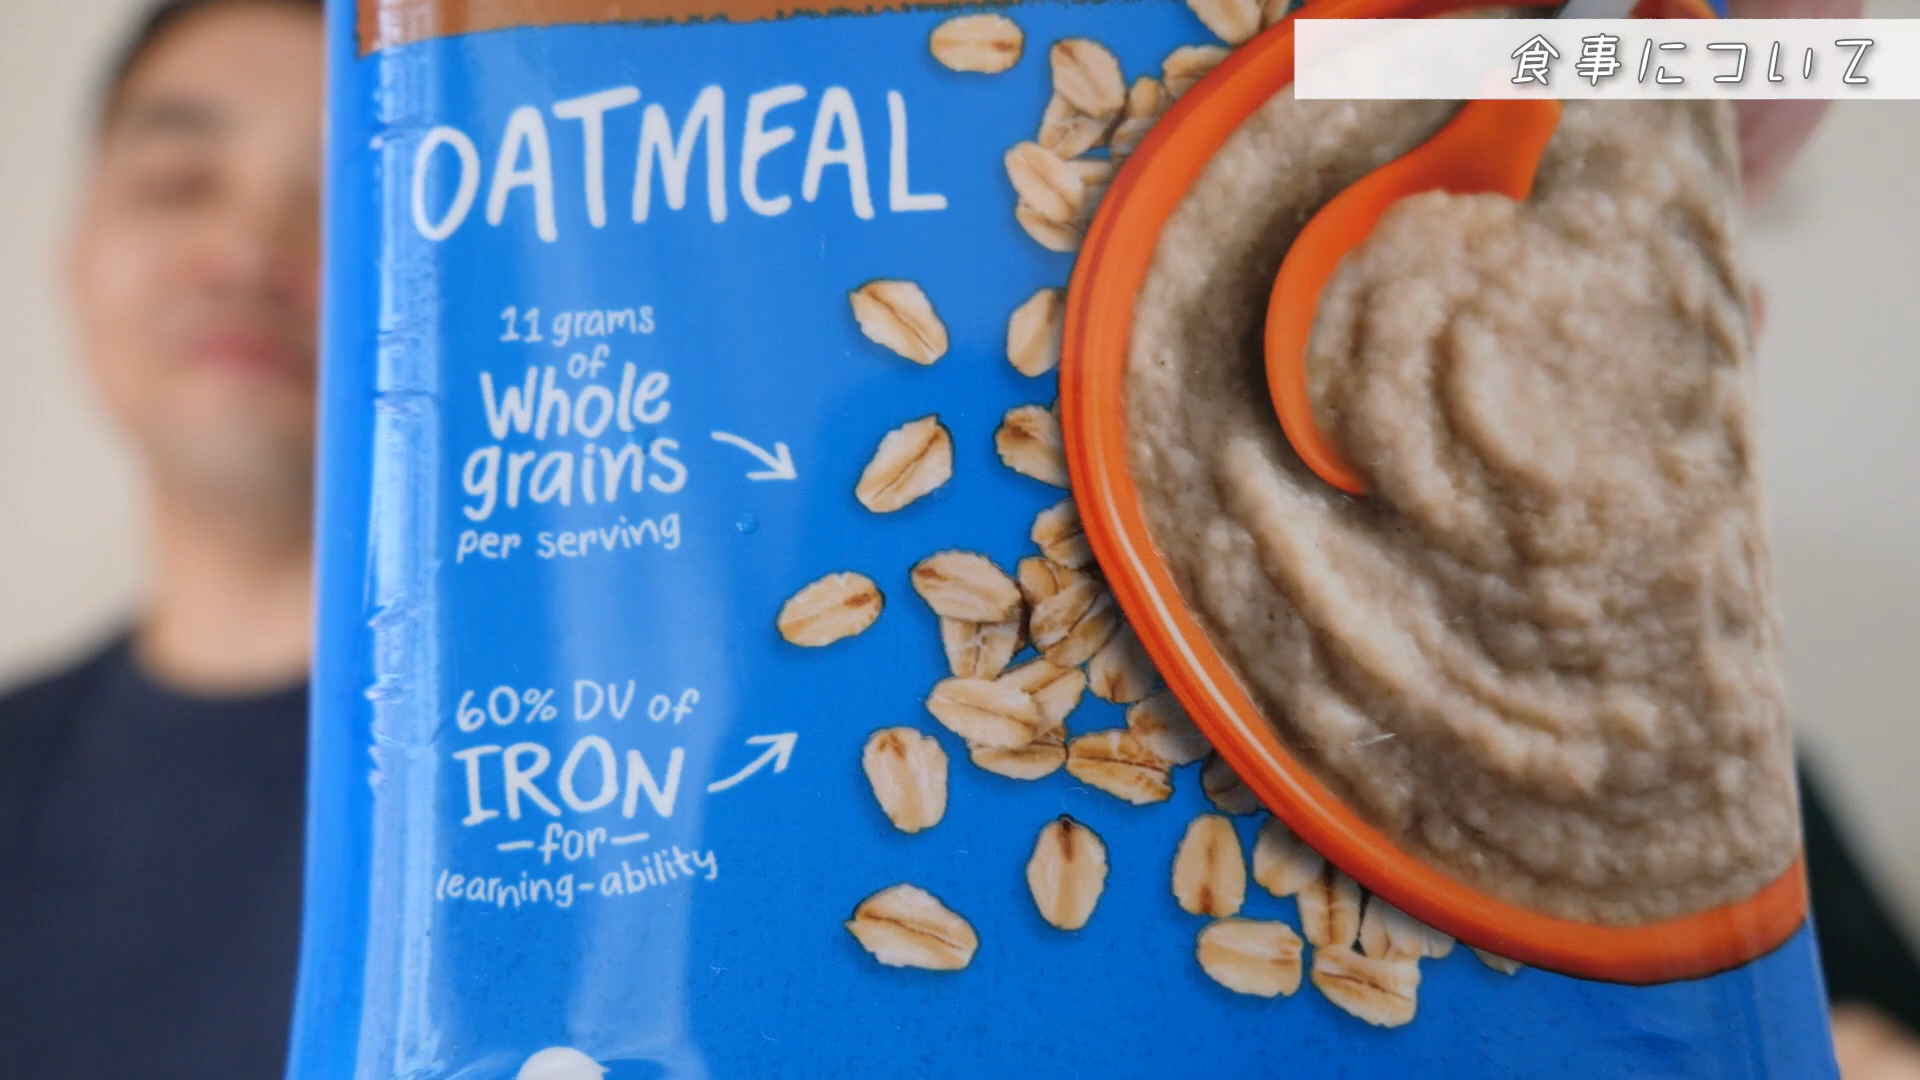 食事について
OATMEAL
11 grams
of
Whole
grains
per serving
60% DV of
IRON
-for-
learning-ability